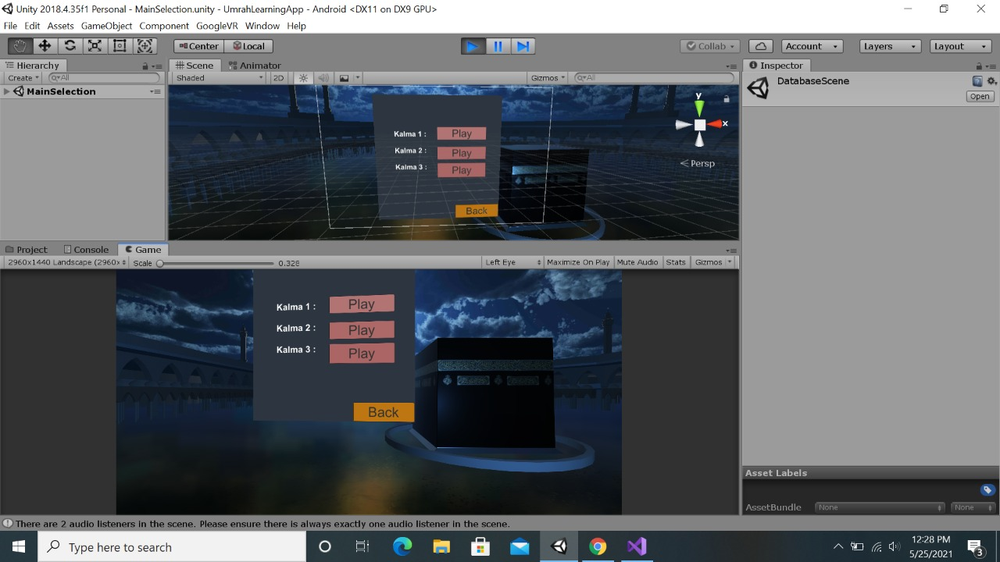 Unity 2018.4.35f1 Personal - MainSelection.unity - UmrahLearningApp - Android <DX11 on DX9 GPU>
File Edit Assets GameObject Component GoogleVR Window Help
Center Local Collab Account Layers Layout
Hierarchy Scene Animator Inspector
Create All Shaded 2D Gizmos All
MainSelection
DatabaseScene
Open
y
x
Persp
Kalma 1 : Play
Kalma 2 : Play
Kalma 3 : Play
Back
Project Console Game
2960x1440 Landscape (2960x Scale 0.328 Left Eye Maximize On Play Mute Audio Stats Gizmos
Kalma 1 : Play
Kalma 2 : Play
Kalma 3 : Play
Back
Asset Labels
AssetBundle None None
There are 2 audio listeners in the scene. Please ensure there is always exactly one audio listener in the scene.
Type here to search
12:28 PM
5/25/2021
3